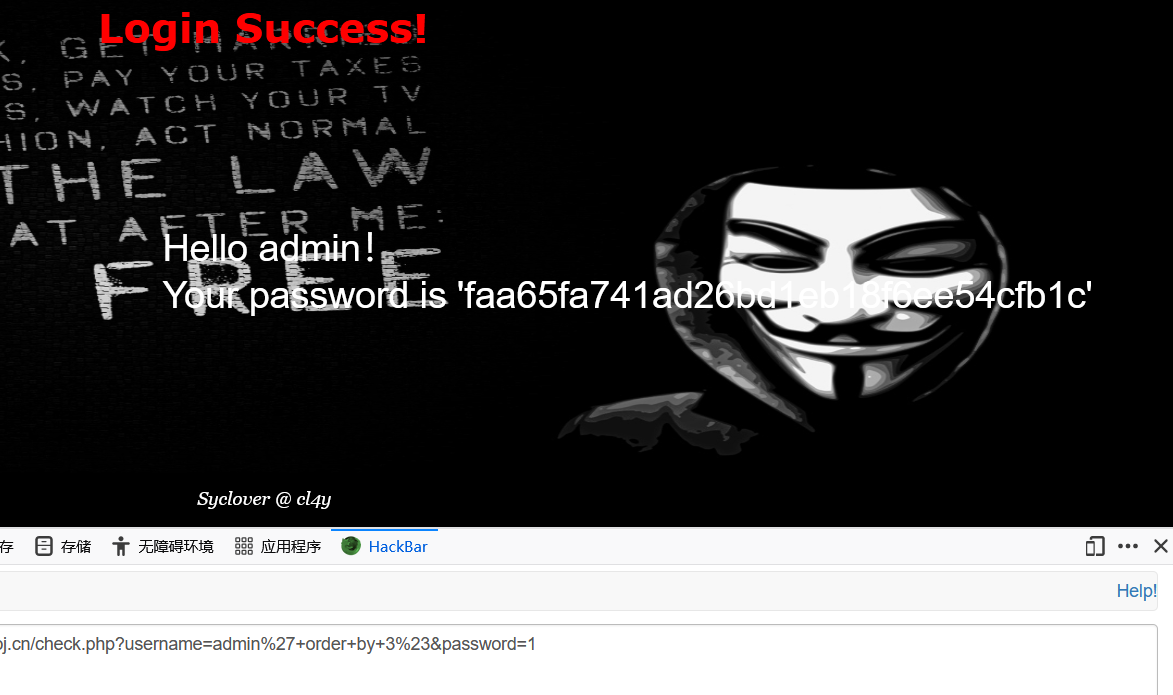 Login Success!
K, GET MARRIED
S, PAY YOUR TAXES
S, WATCH YOUR TV
HION, ACT NORMAL
THE LAW
AT AFTER ME:
FREE
Hello admin！
Your password is 'faa65fa741ad26bd1eb18f6ee54cfb1c'
Syclover @ cl4y
存 存储 无障碍环境 应用程序 HackBar
Help!
oj.cn/check.php?username=admin%27+order+by+3%23&password=1